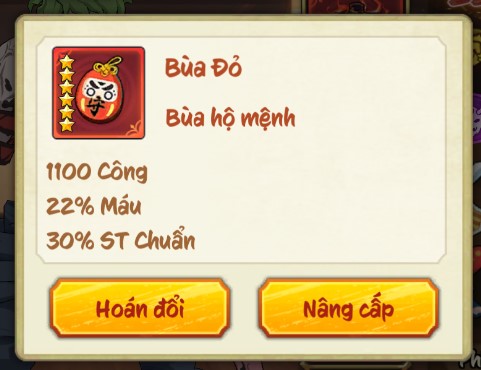 Bùa Đỏ
Bùa hộ mệnh
1100 Công
22% Máu
30% ST Chuẩn
Hoán đổi
Nâng cấp